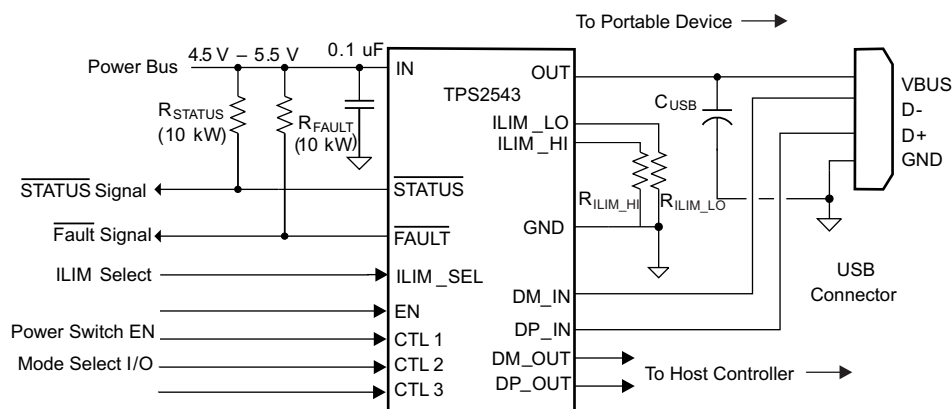 To Portable Device
4.5 V – 5.5 V
0.1 uF
Power Bus
IN
OUT
TPS2543
VBUS
D-
D+
GND
CUSB
RSTATUS
(10 kW)
RFAULT
(10 kW)
ILIM_LO
ILIM_HI
STATUS Signal
STATUS
RILIM_HI
RILIM_LO
Fault Signal
FAULT
GND
ILIM Select
ILIM_SEL
USB
Connector
EN
DM_IN
Power Switch EN
CTL 1
DP_IN
Mode Select I/O
CTL 2
DM_OUT
CTL 3
DP_OUT
To Host Controller